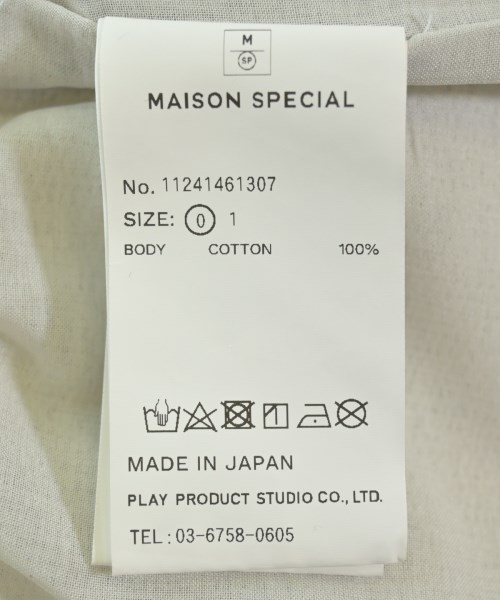 M
SP
MAISON SPECIAL
No. 11241461307
SIZE: 0 1
BODY COTTON 100%
MADE IN JAPAN
PLAY PRODUCT STUDIO CO., LTD.
TEL : 03-6758-0605